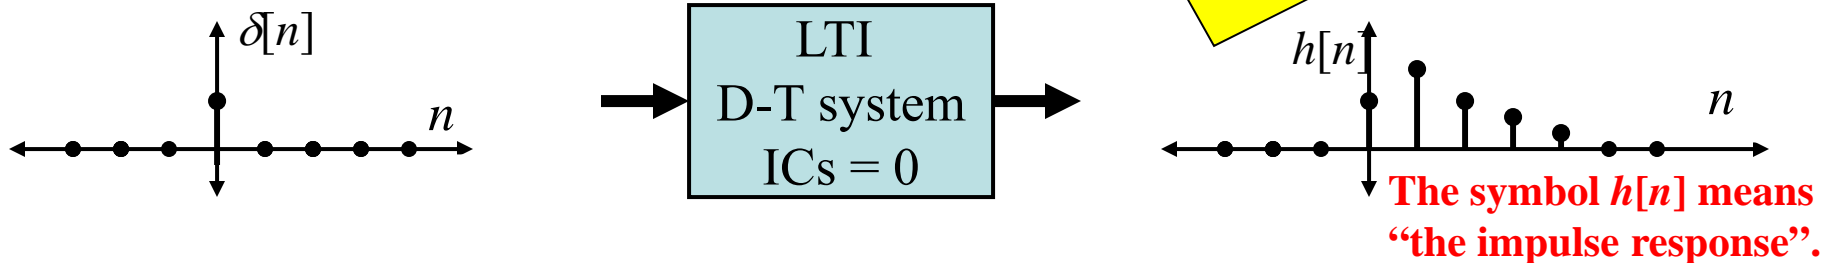 δ[n]
n
LTI
D-T system
ICs = 0
h[n]
n
The symbol h[n] means
“the impulse response”.